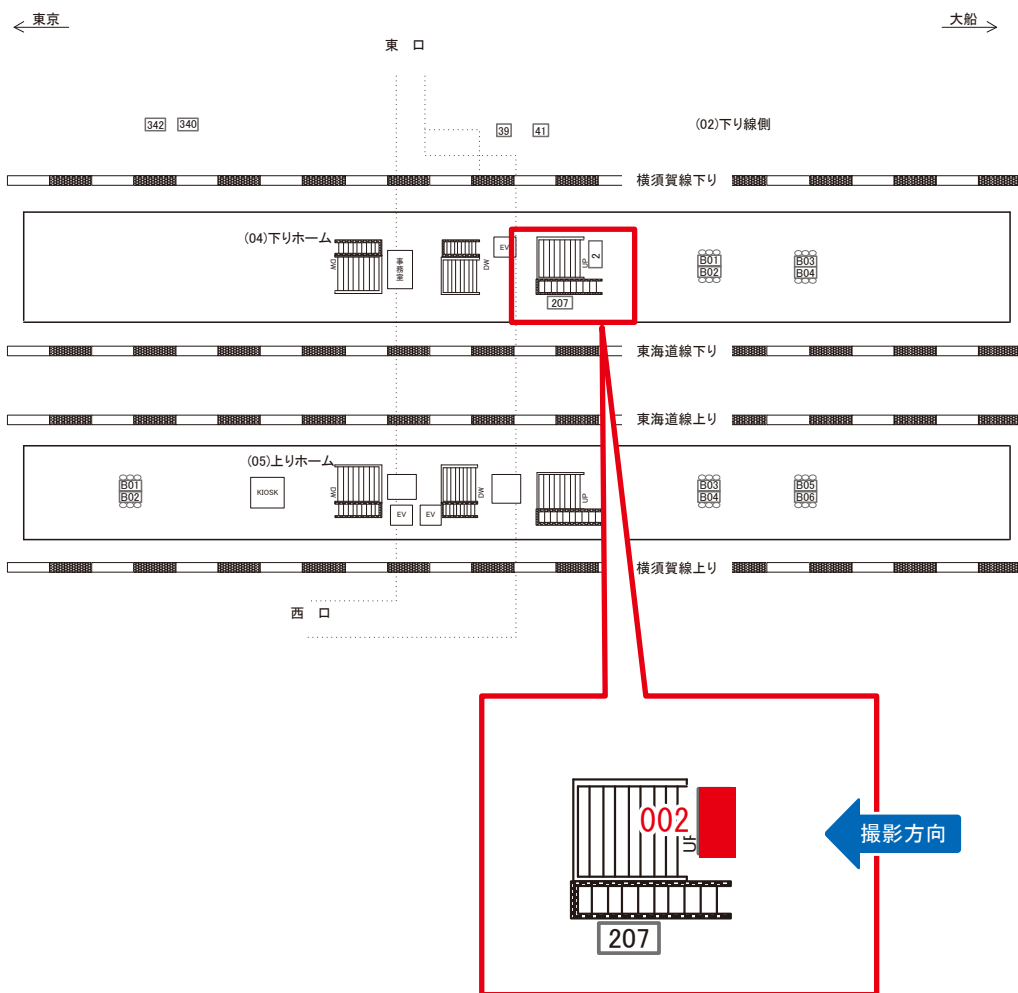 東京
大船
東 口
342 340
39 41
(02)下り線側
横須賀線下り
(04)下りホーム
DW
事務室
DW
EV
UP
2
207
B01
B02
B03
B04
東海道線下り
東海道線上り
(05)上りホーム
B01
B02
KIOSK
DW
EV
EV
DW
UP
B03
B04
B05
B06
横須賀線上り
西 口
002
UP
撮影方向
207